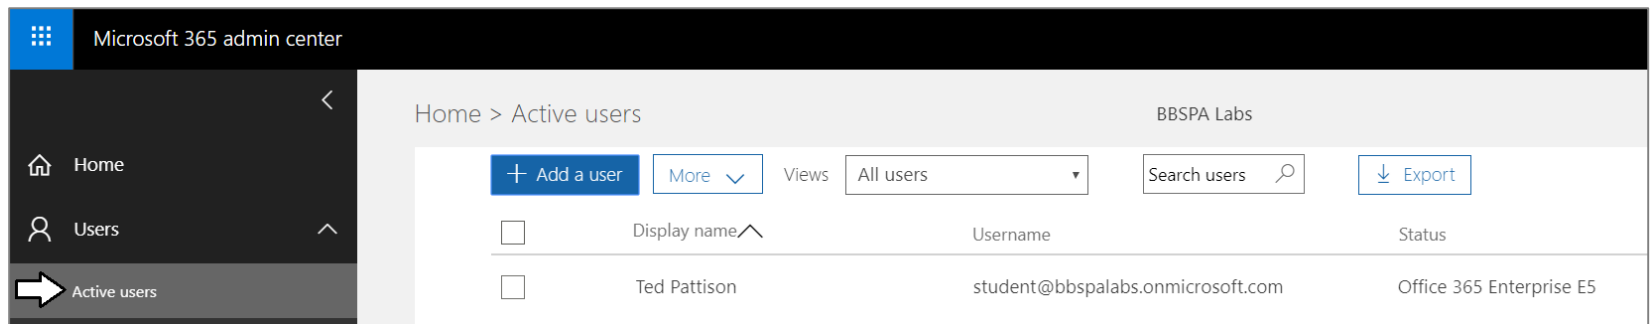 Microsoft 365 admin center
Home > Active users
BBSPA Labs
Home
Add a user
More
Views
All users
Search users
Export
Users
Display name
Username
Status
Active users
Ted Pattison
student@bbspalabs.onmicrosoft.com
Office 365 Enterprise E5